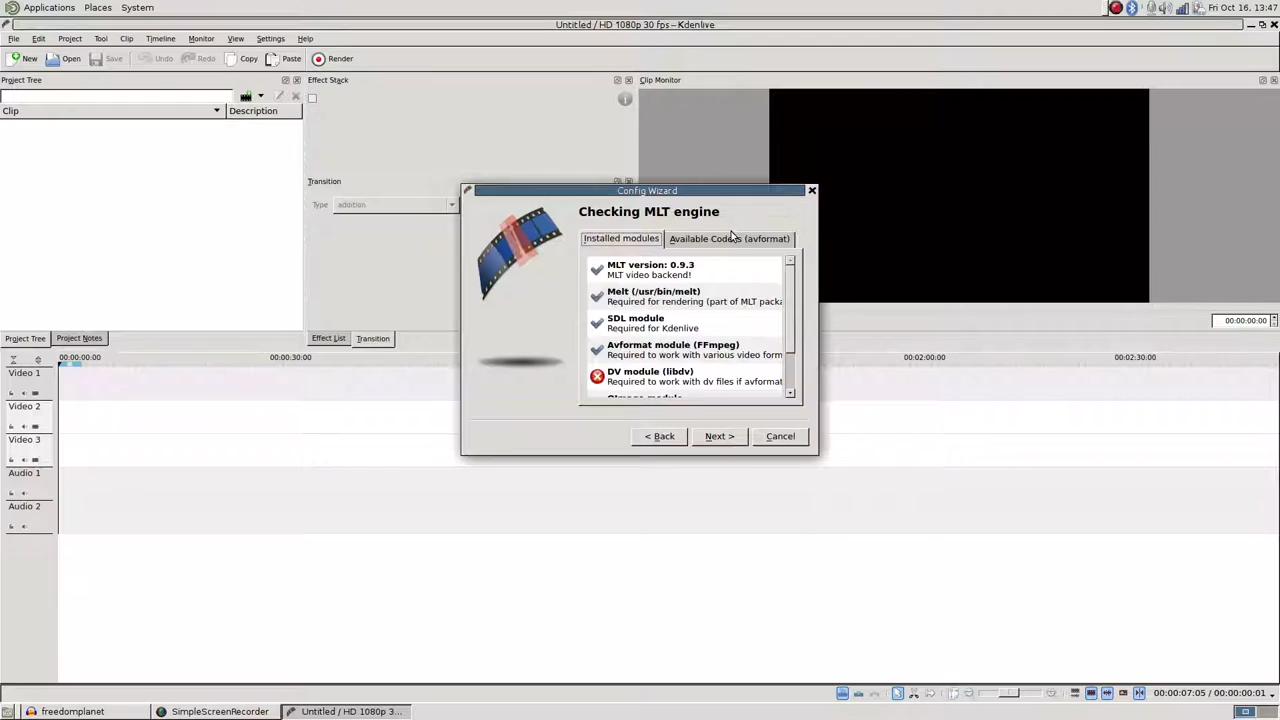 Applications Places System
Fri Oct 16, 13:47
Untitled / HD 1080p 30 fps - Kdenlive
File Edit Project Tool Clip Timeline Monitor View Settings Help
New Open Save Undo Redo Copy Paste Render
Project Tree
Effect Stack
Clip Monitor
Clip Description
Transition
Type addition
Config Wizard
Checking MLT engine
Installed modules Available Codecs (avformat)
MLT version: 0.9.3
MLT video backend!
Melt (/usr/bin/melt)
Required for rendering (part of MLT packa
SDL module
Required for Kdenlive
Avformat module (FFmpeg)
Required to work with various video form
DV module (libdv)
Required to work with dv files if avformat
< Back Next > Cancel
00:00:00:00
Project Tree Project Notes
Effect List Transition
00:00:00:00 00:00:30:00 00:02:00:00 00:02:30:00
Video 1
Video 2
Video 3
Audio 1
Audio 2
00:00:07:05 / 00:00:00:01
freedomplanet SimpleScreenRecorder Untitled / HD 1080p 3...